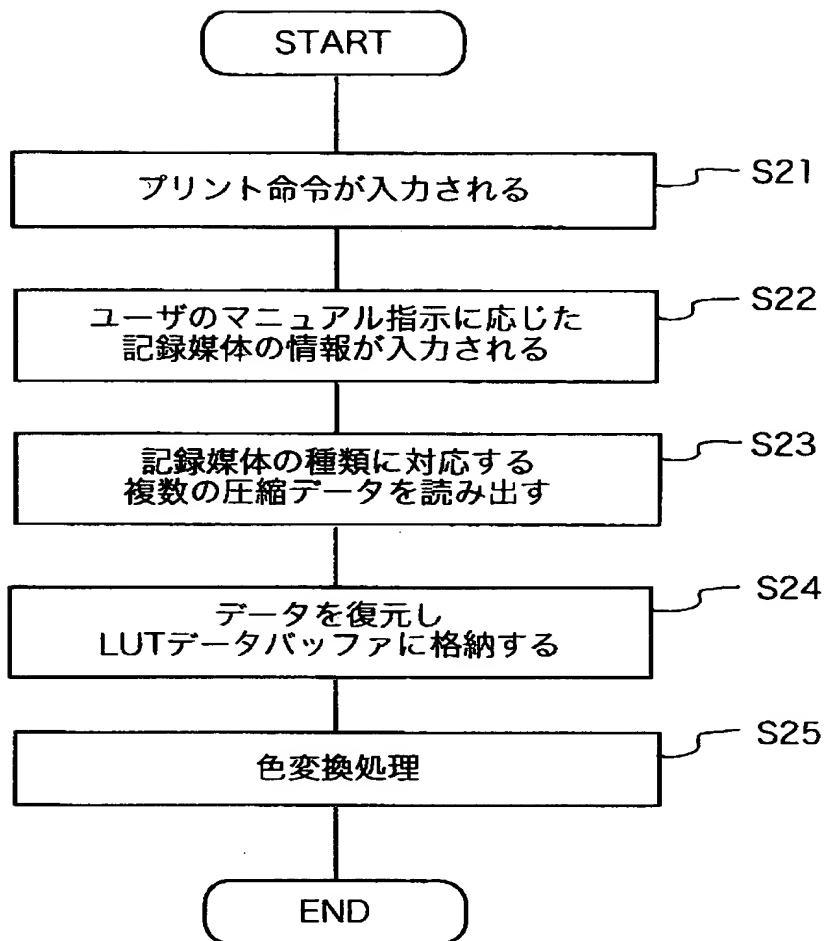 START
プリント命令が入力される
S21
ユーザのマニュアル指示に応じた
記録媒体の情報が入力される
S22
記録媒体の種類に対応する
複数の圧縮データを読み出す
S23
データを復元し
LUTデータバッファに格納する
S24
色変換処理
S25
END